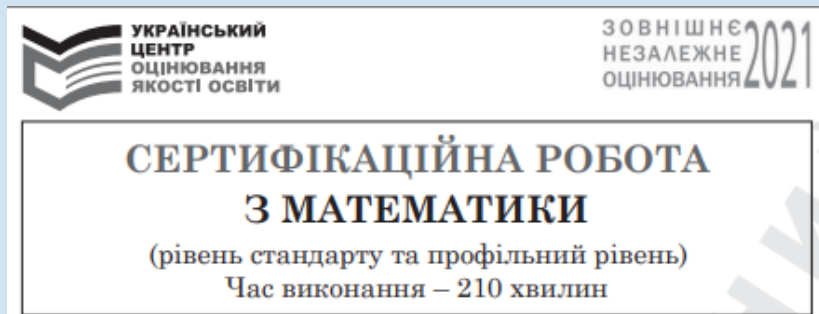 УКРАЇНСЬКИЙ
ЦЕНТР
ОЦІНЮВАННЯ
ЯКОСТІ ОСВІТИ
ЗОВНІШНЄ
НЕЗАЛЕЖНЕ
ОЦІНЮВАННЯ 2021
СЕРТИФІКАЦІЙНА РОБОТА
З МАТЕМАТИКИ
(рівень стандарту та профільний рівень)
Час виконання – 210 хвилин